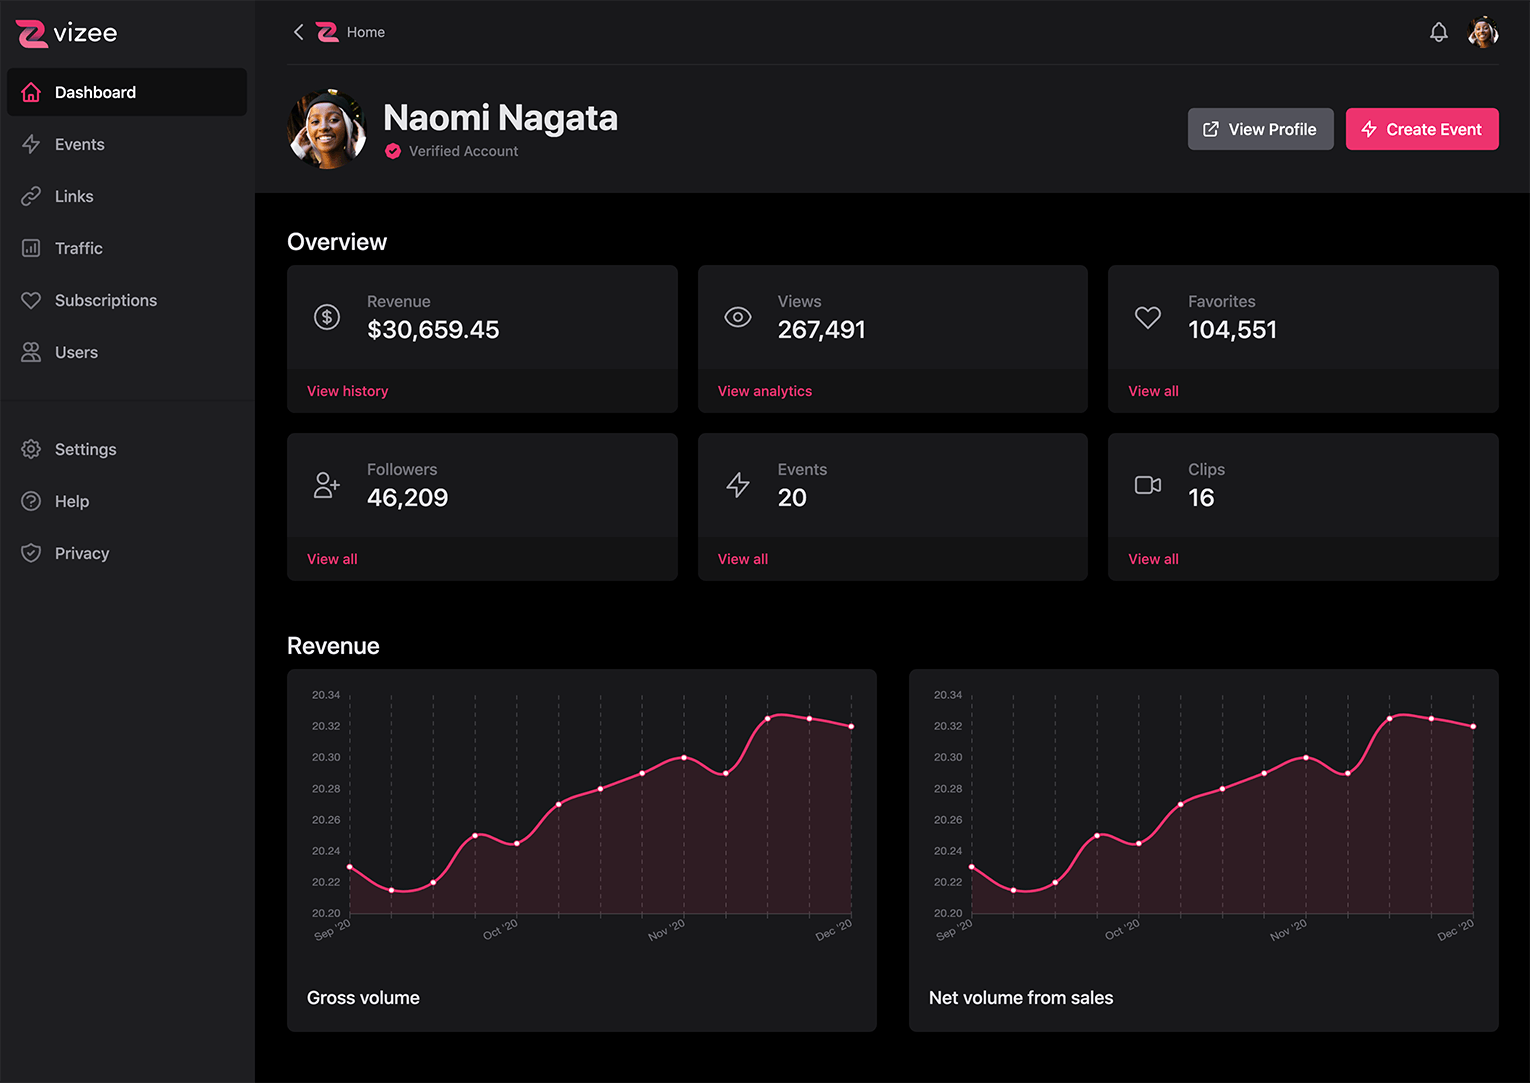 vizee
Dashboard
Events
Links
Traffic
Subscriptions
Users
Settings
Help
Privacy
Home
Naomi Nagata
Verified Account
View Profile
Create Event
Overview
Revenue
$30,659.45
View history
Views
267,491
View analytics
Favorites
104,551
View all
Followers
46,209
View all
Events
20
View all
Clips
16
View all
Revenue
20.34
20.32
20.30
20.28
20.26
20.24
20.22
20.20
Sep '20
Oct '20
Nov '20
Dec '20
Gross volume
20.34
20.32
20.30
20.28
20.26
20.24
20.22
20.20
Sep '20
Oct '20
Nov '20
Dec '20
Net volume from sales